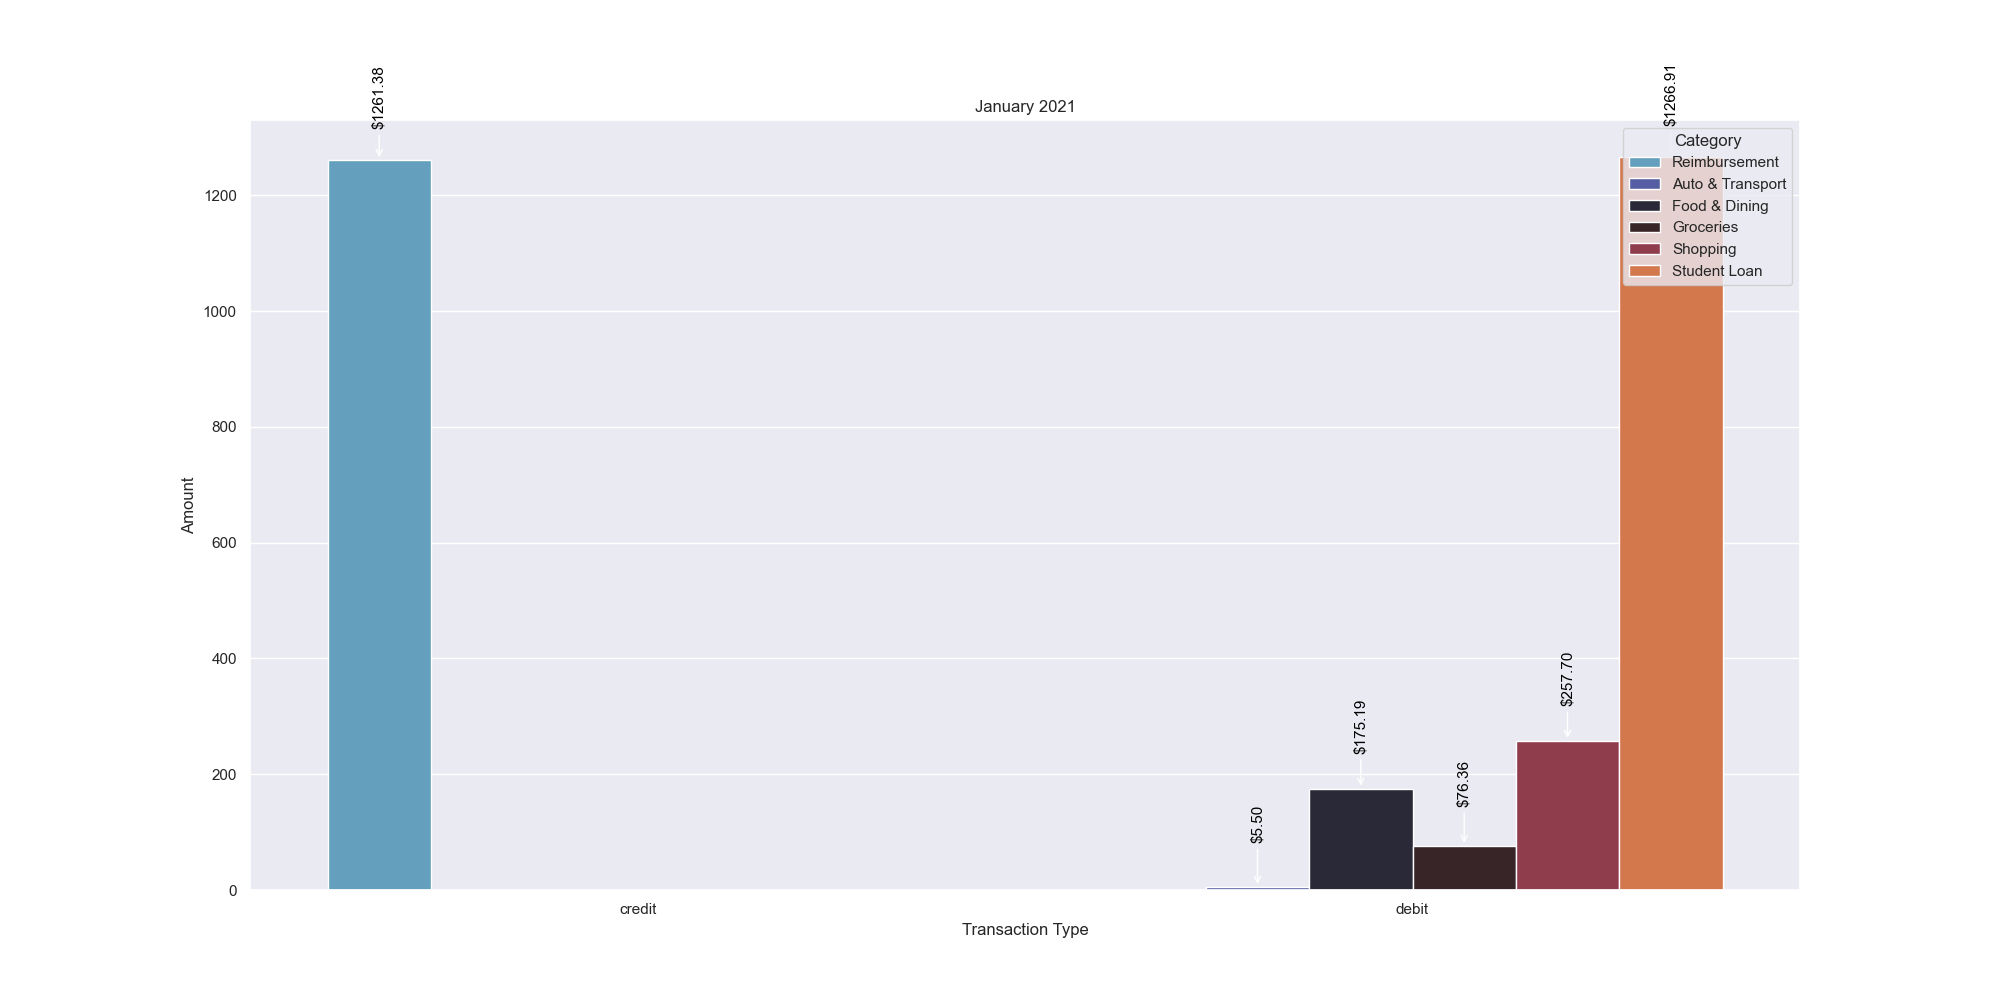 January 2021
$1261.38
$1266.91
Category
Reimbursement
Auto & Transport
Food & Dining
Groceries
Shopping
Student Loan
1200
1000
800
600
400
200
0
Amount
$5.50
$175.19
$76.36
$257.70
credit
debit
Transaction Type